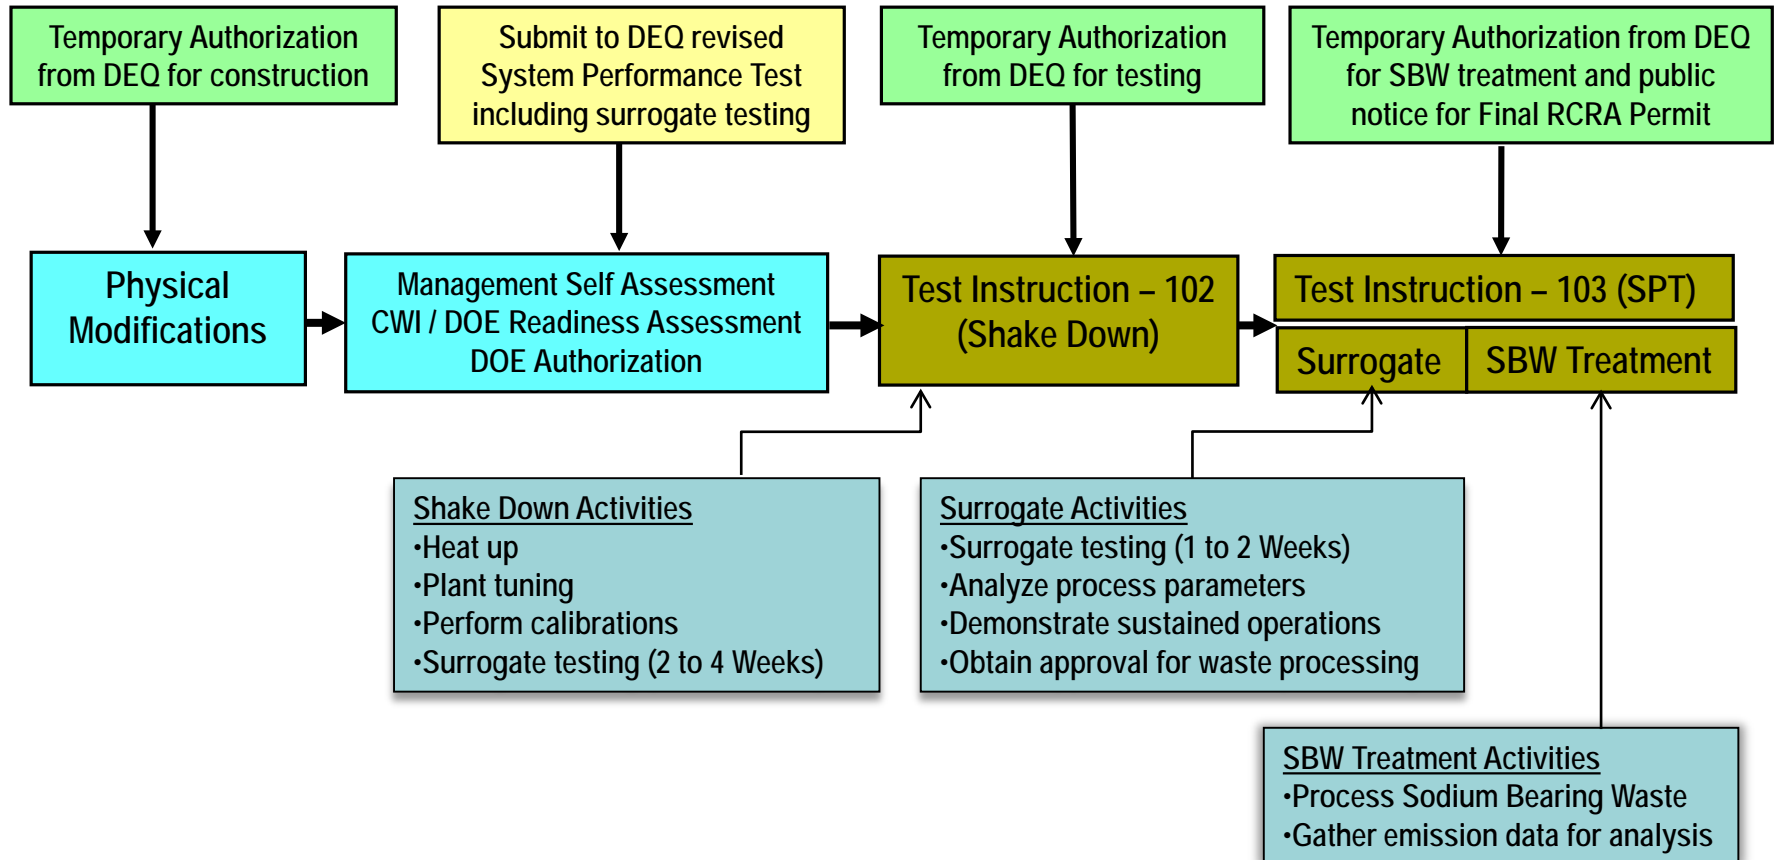 Temporary Authorization
from DEQ for construction
Submit to DEQ revised
System Performance Test
including surrogate testing
Temporary Authorization
from DEQ for testing
Temporary Authorization from DEQ
for SBW treatment and public
notice for Final RCRA Permit
Physical
Modifications
Management Self Assessment
CWI / DOE Readiness Assessment
DOE Authorization
Test Instruction – 102
(Shake Down)
Test Instruction – 103 (SPT)
Surrogate
SBW Treatment
Shake Down Activities
•Heat up
•Plant tuning
•Perform calibrations
•Surrogate testing (2 to 4 Weeks)
Surrogate Activities
•Surrogate testing (1 to 2 Weeks)
•Analyze process parameters
•Demonstrate sustained operations
•Obtain approval for waste processing
SBW Treatment Activities
•Process Sodium Bearing Waste
•Gather emission data for analysis